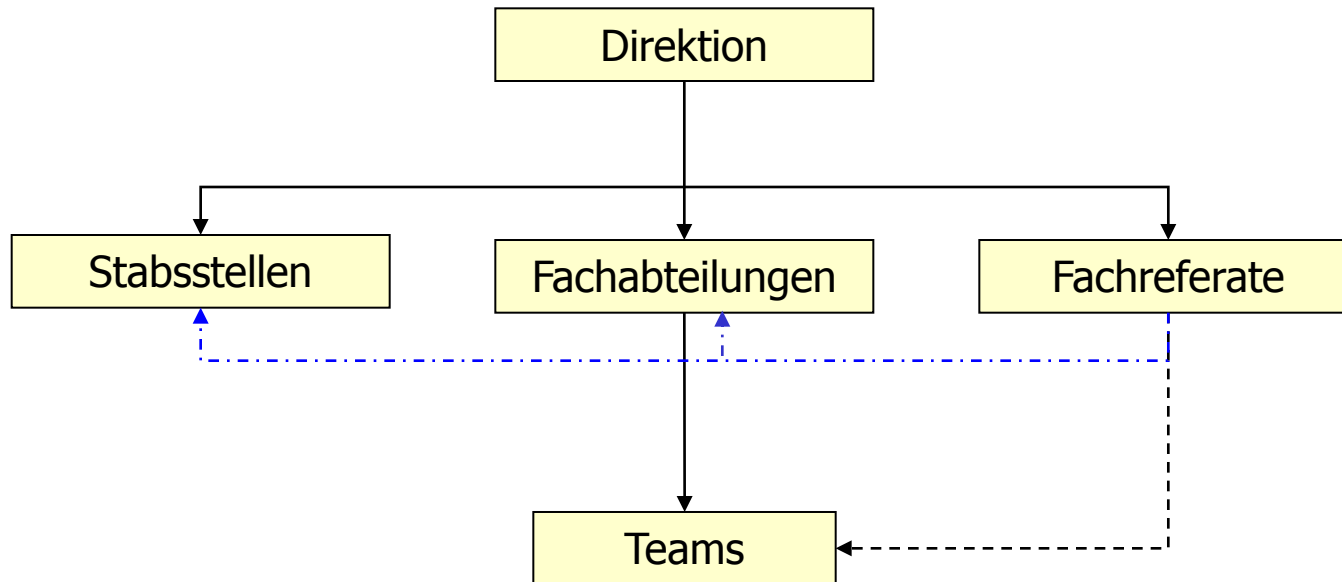 Direktion
Stabsstellen
Fachabteilungen
Fachreferate
Teams